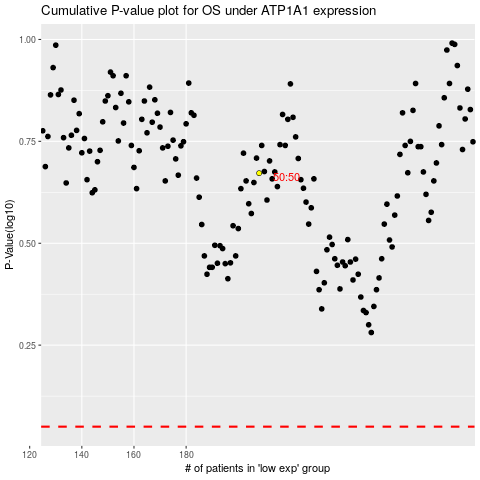 Cumulative P-value plot for OS under ATP1A1 expression
P-Value(log10)
1.00
0.75
0.50
0.25
50:50
120 140 160 180
# of patients in 'low exp' group